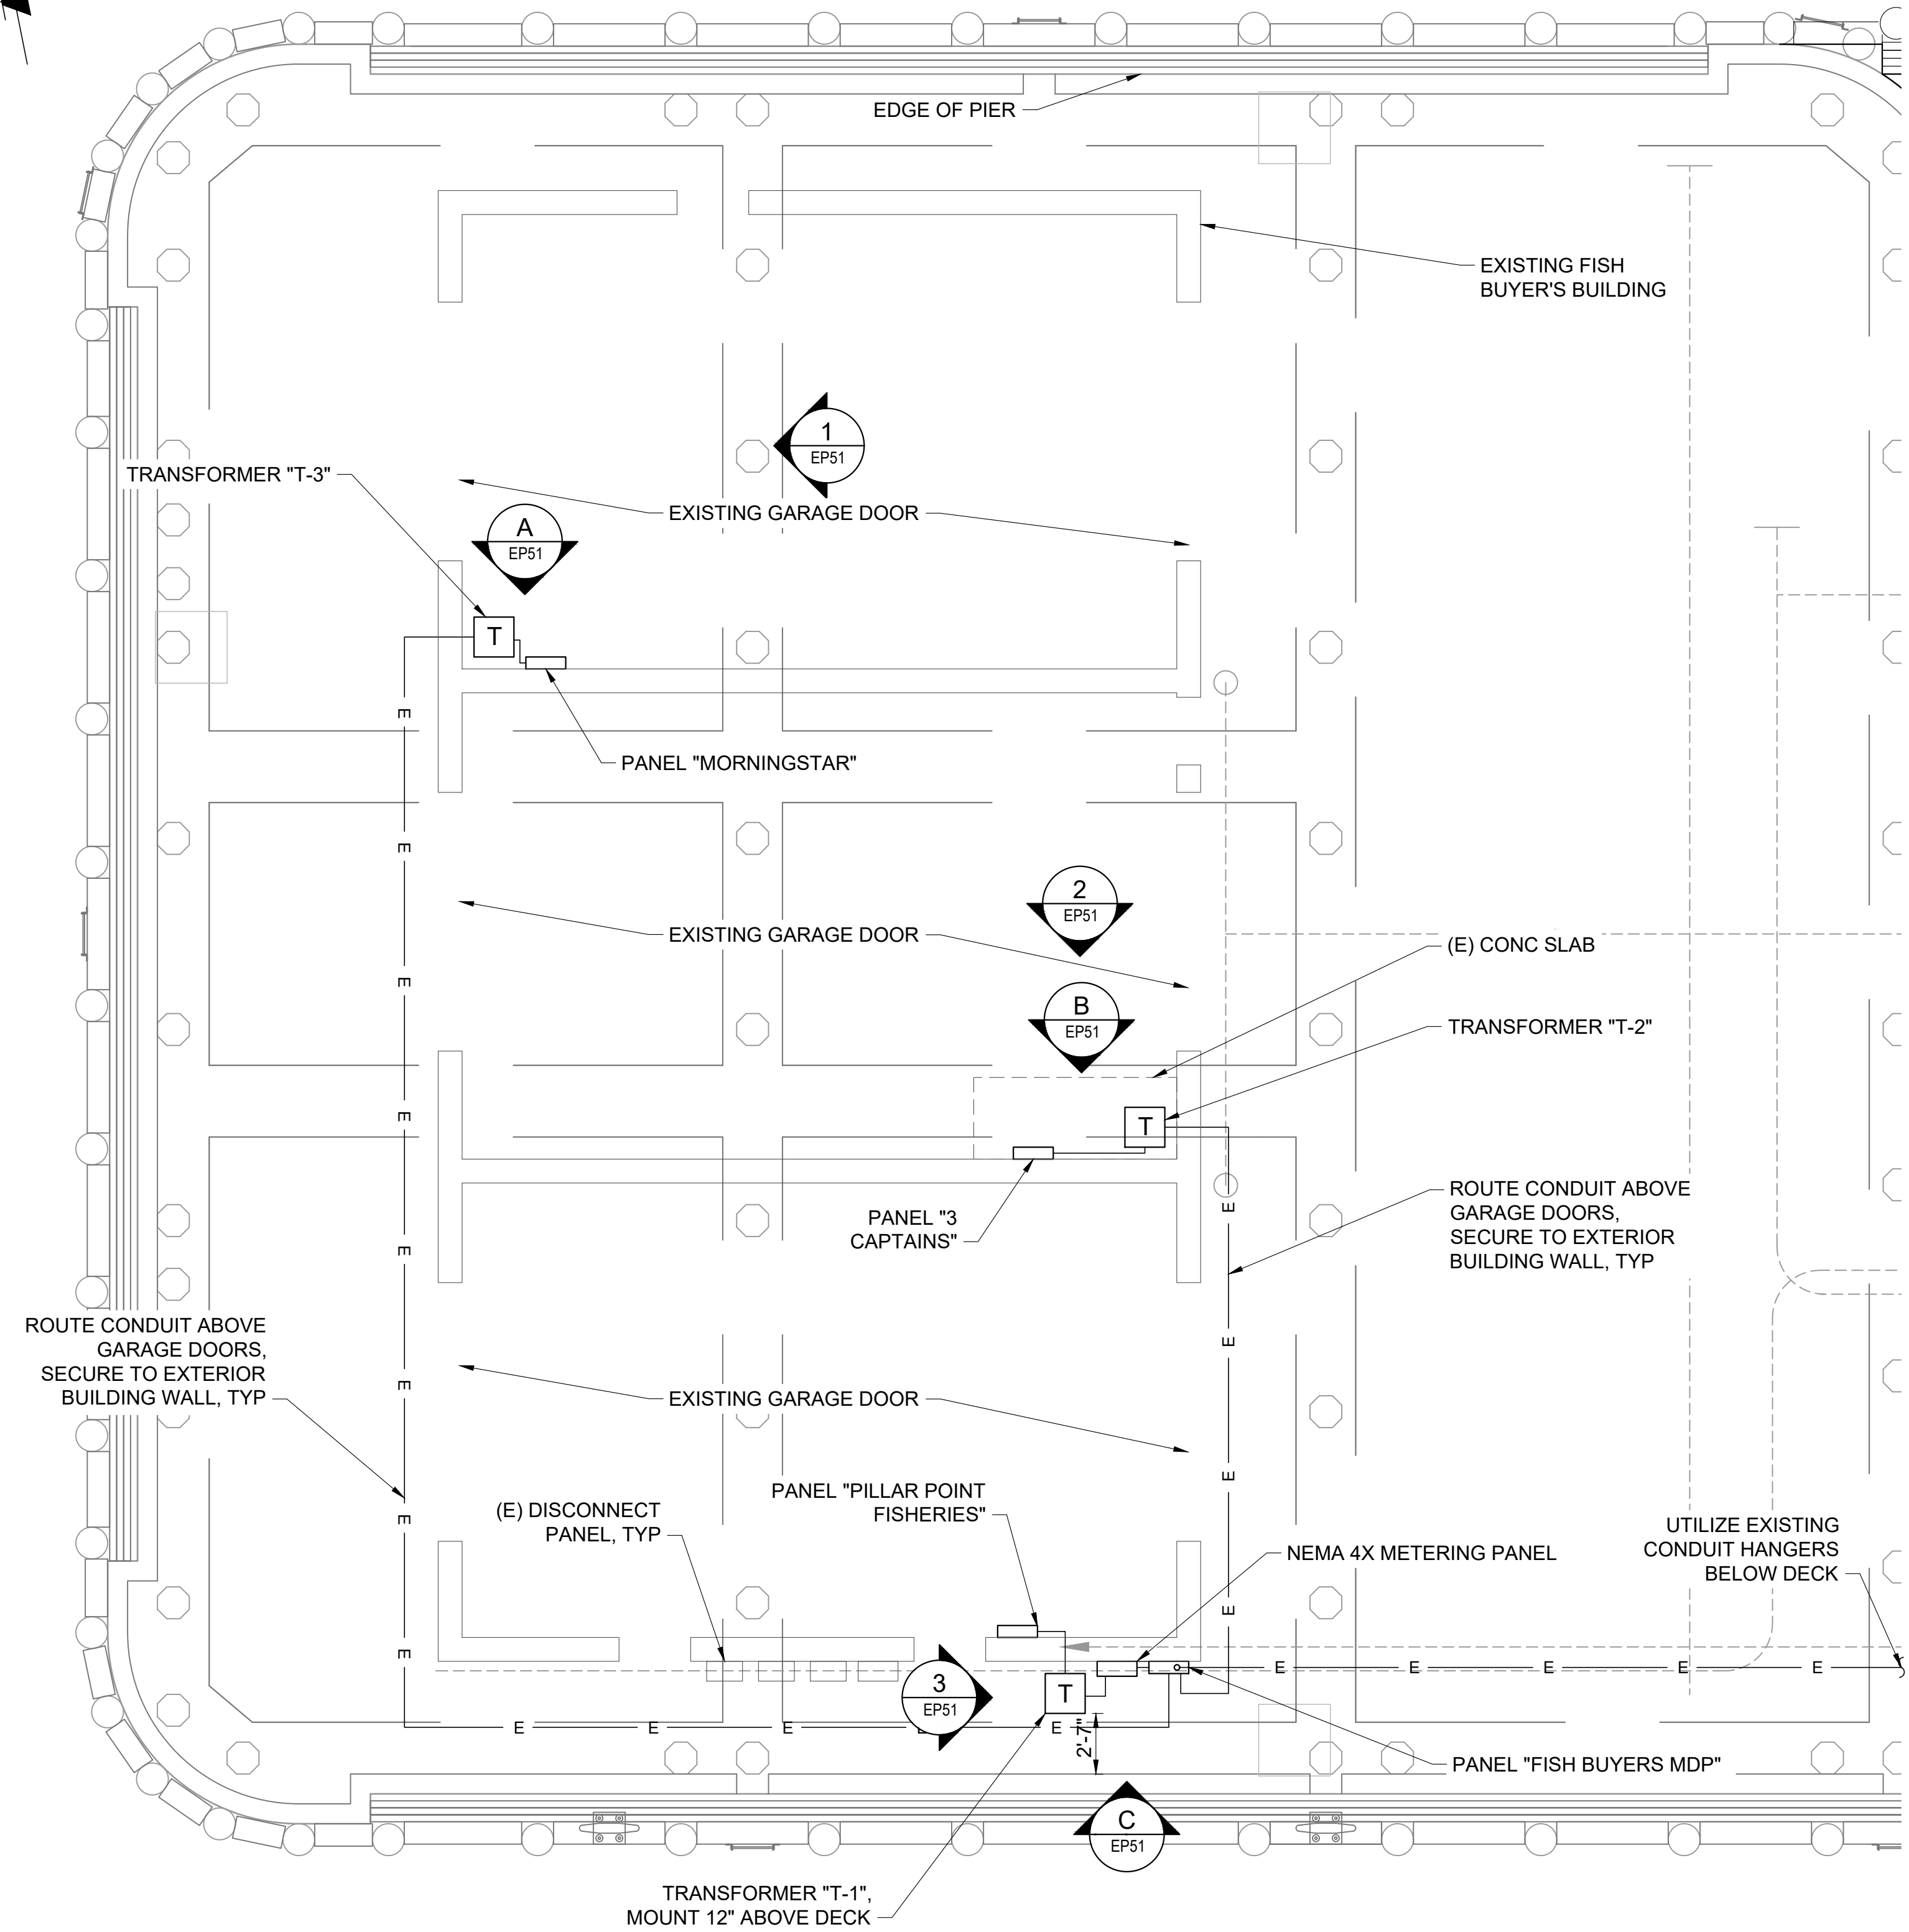 EDGE OF PIER
EXISTING FISH
BUYER'S BUILDING
1
EP51
TRANSFORMER "T-3"
EXISTING GARAGE DOOR
A
EP51
T
E
PANEL "MORNINGSTAR"
E
2
EP51
EXISTING GARAGE DOOR
(E) CONC SLAB
E
B
EP51
TRANSFORMER "T-2"
E
T
ROUTE CONDUIT ABOVE
GARAGE DOORS,
SECURE TO EXTERIOR
BUILDING WALL, TYP
E
PANEL "3
CAPTAINS"
E
ROUTE CONDUIT ABOVE
GARAGE DOORS,
SECURE TO EXTERIOR
BUILDING WALL, TYP
E
E
EXISTING GARAGE DOOR
E
PANEL "PILLAR POINT
FISHERIES"
(E) DISCONNECT
PANEL, TYP
E
UTILIZE EXISTING
CONDUIT HANGERS
BELOW DECK
NEMA 4X METERING PANEL
E
E
E E E E E
3
EP51
T
E E E E E
2'-7"
PANEL "FISH BUYERS MDP"
C
EP51
TRANSFORMER "T-1",
MOUNT 12" ABOVE DECK